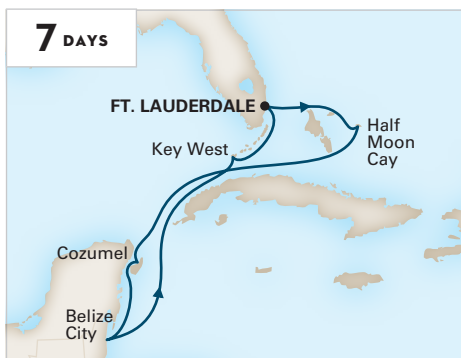 7 DAYS
FT. LAUDERDALE
Key West
Half
Moon
Cay
Cozumel
Belize
City